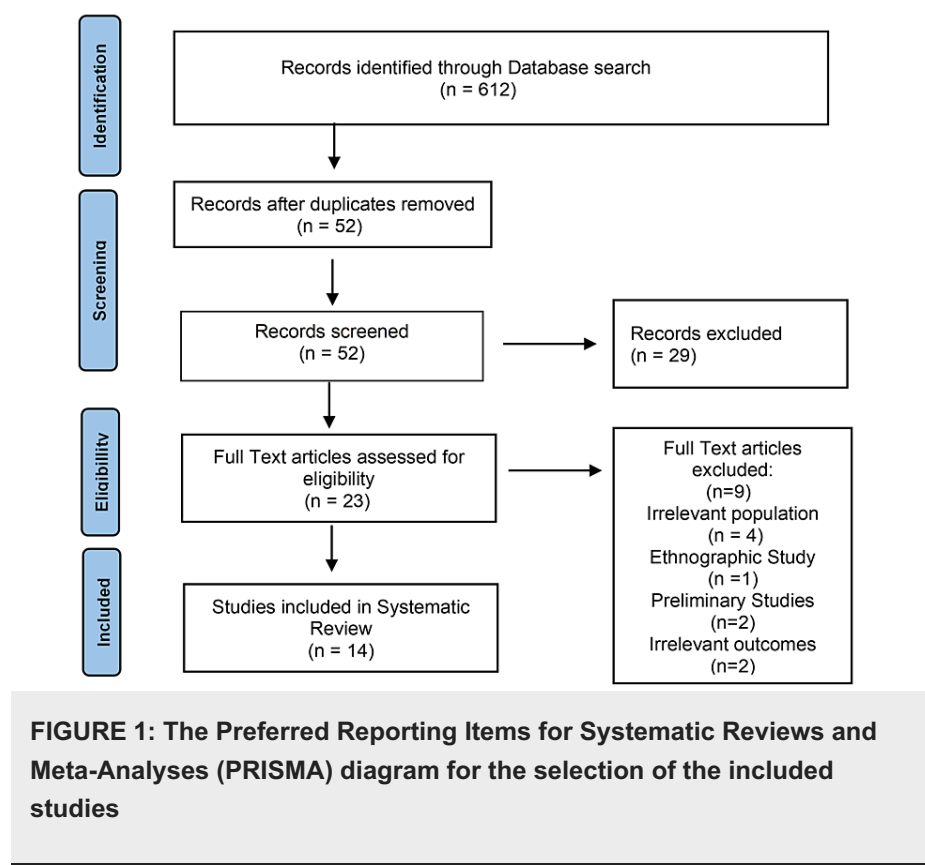 Identification
Records identified through Database search
(n = 612)
Screening
Records after duplicates removed
(n = 52)
Records screened
(n = 52)
Records excluded
(n = 29)
Eligibility
Full Text articles assessed for
eligibility
(n = 23)
Full Text articles
excluded:
(n=9)
Irrelevant population
(n = 4)
Ethnographic Study
(n =1)
Preliminary Studies
(n=2)
Irrelevant outcomes
(n=2)
Included
Studies included in Systematic
Review
(n = 14)
FIGURE 1: The Preferred Reporting Items for Systematic Reviews and
Meta-Analyses (PRISMA) diagram for the selection of the included
studies